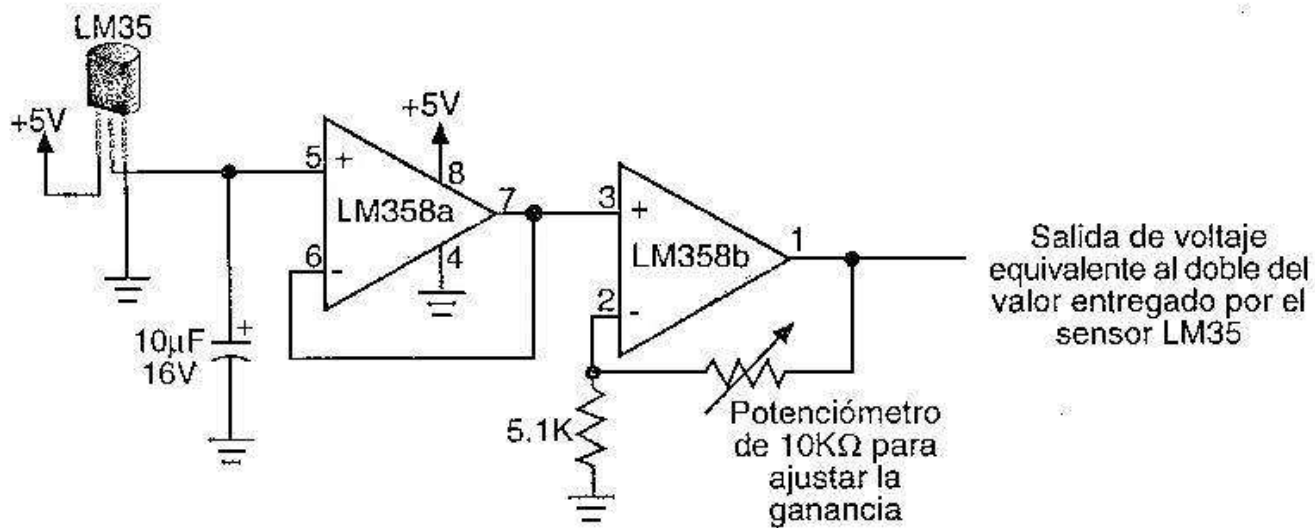 LM35
+5V
+5V
5
+
8
LM358a
7
6
-
4
3
+
LM358b
1
2
-
Salida de voltaje
equivalente al doble del
valor entregado por el
sensor LM35
10µF
+
16V
5.1K
Potenciómetro
de 10KΩ para
ajustar la
ganancia